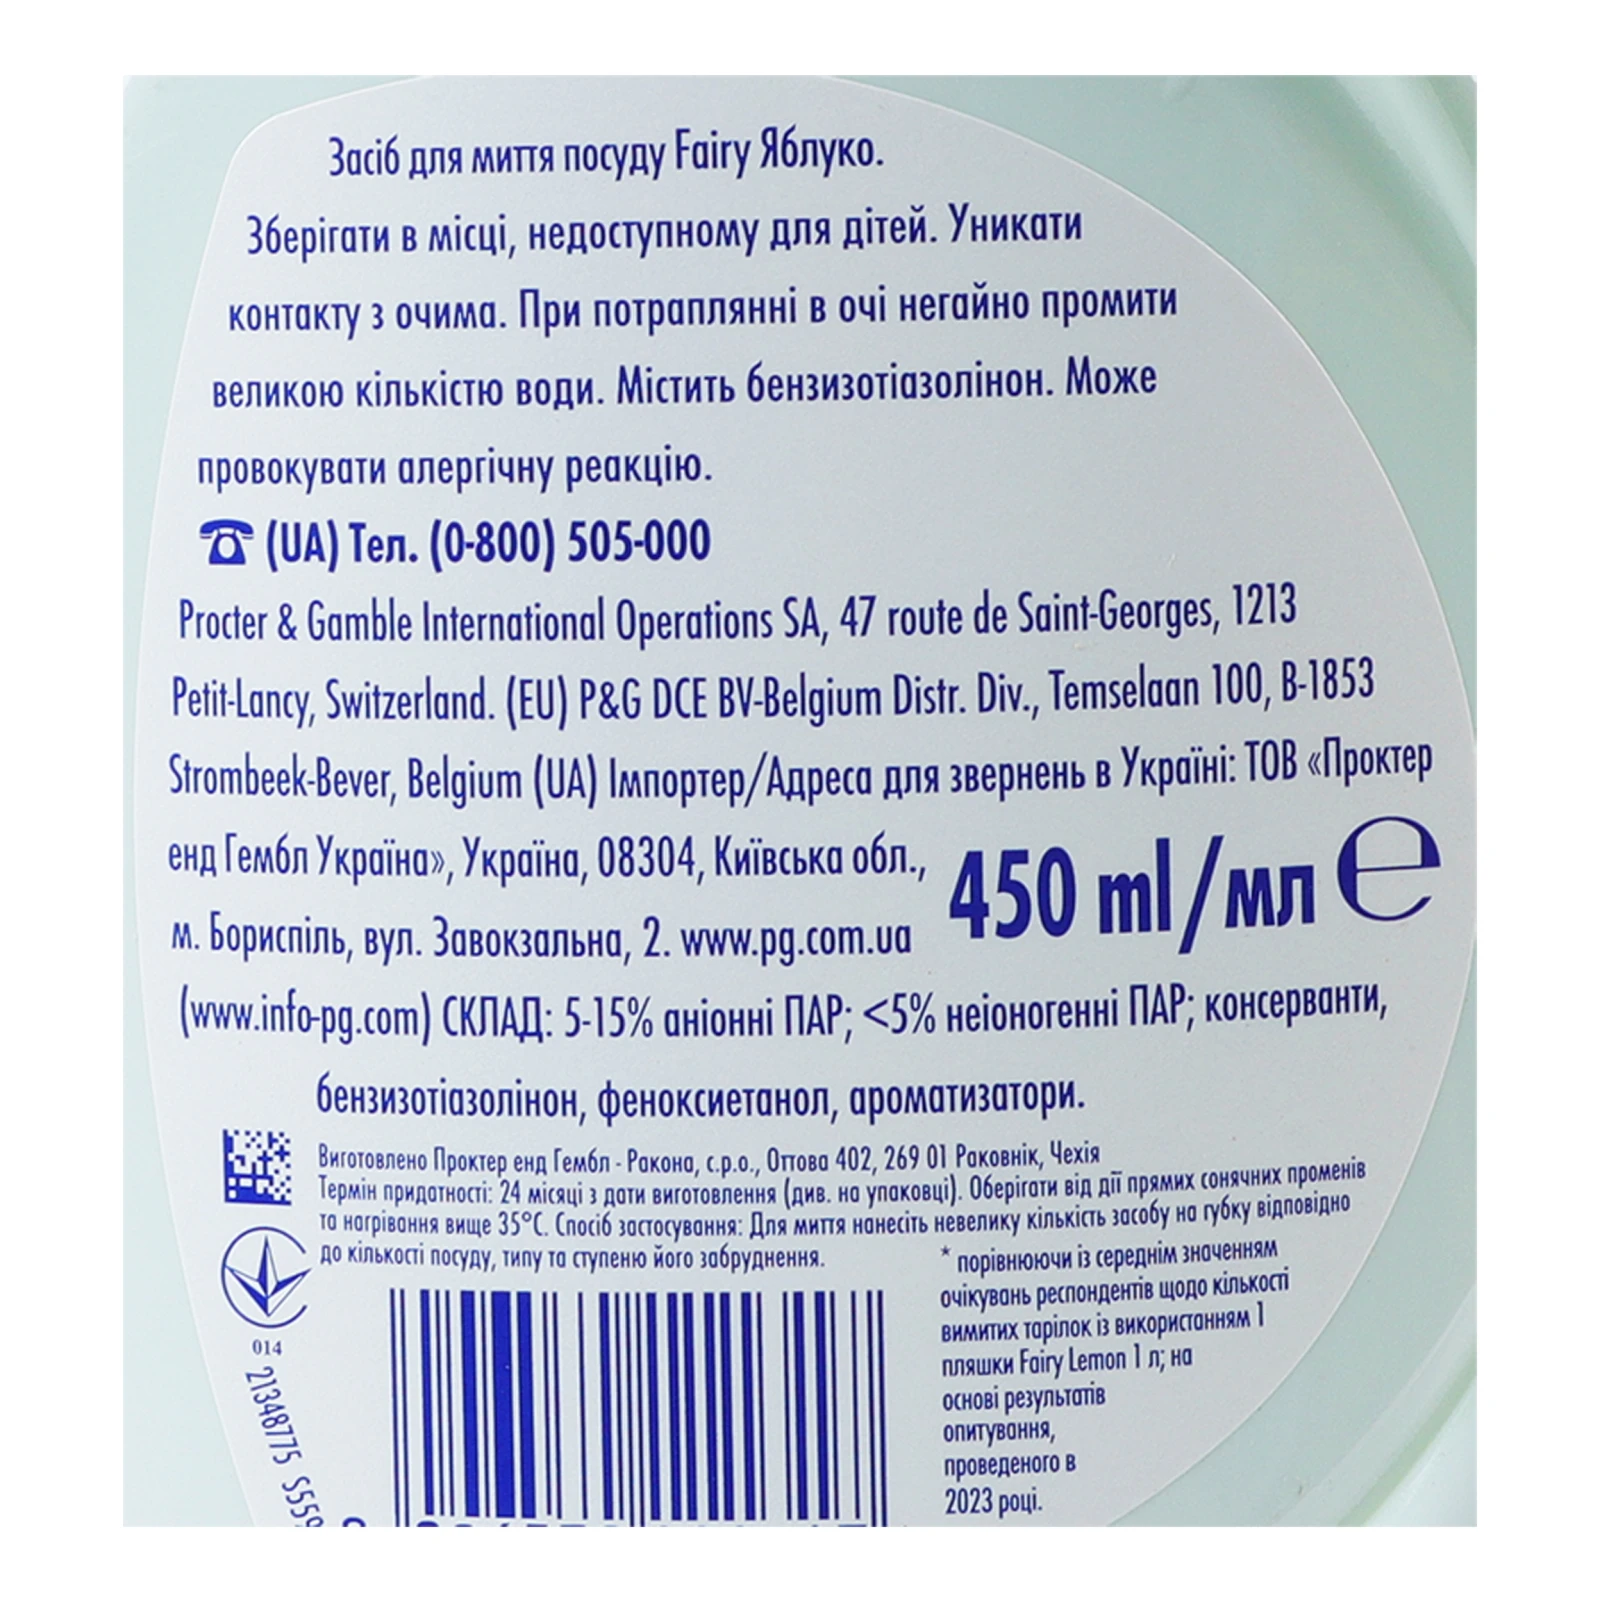 Засіб для миття посуду Fairy Яблуко.
Зберігати в місці, недоступному для дітей. Уникати
контакту з очима. При потраплянні в очі негайно промити
великою кількістю води. Містить бензизотіазолінон. Може
провокувати алергічну реакцію.
☎ (UA) Тел. (0-800) 505-000
Procter & Gamble International Operations SA, 47 route de Saint-Georges, 1213
Petit-Lancy, Switzerland. (EU) P&G DCE BV-Belgium Distr. Div., Temselaan 100, B-1853
Strombeek-Bever, Belgium (UA) Імпортер/Адреса для звернень в Україні: ТОВ «Проктер
енд Гембл Україна», Україна, 08304, Київська обл.,
м. Бориспіль, вул. Завокзальна, 2. www.pg.com.ua
450 ml/мл ℮
(www.info-pg.com) СКЛАД: 5-15% аніонні ПАР; <5% неіоногенні ПАР; консерванти,
бензизотіазолінон, феноксиетанол, ароматизатори.
Виготовлено Проктер енд Гембл - Ракона, с.р.о., Оттова 402, 269 01 Раковнік, Чехія
Термін придатності: 24 місяці з дати виготовлення (див. на упаковці). Оберігати від дії прямих сонячних променів
та нагрівання вище 35°C. Спосіб застосування: Для миття нанесіть невелику кількість засобу на губку відповідно
до кількості посуду, типу та ступеню його забруднення.
* порівнюючи із середнім значенням
очікувань респондентів щодо кількості
вимитих тарілок із використанням 1
пляшки Fairy Lemon 1 л; на
основі результатів
опитування,
проведеного в
2023 році.
014
21348775 S559